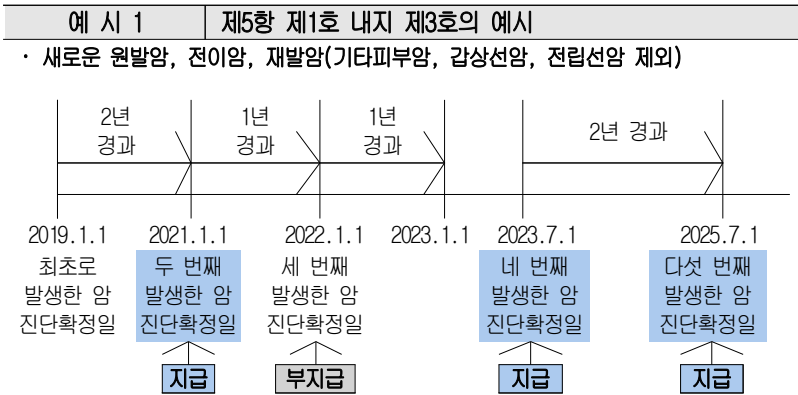 예 시 1 제5항 제1호 내지 제3호의 예시
· 새로운 원발암, 전이암, 재발암(기타피부암, 갑상선암, 전립선암 제외)
2년 경과
1년 경과
1년 경과
2년 경과
2019.1.1
최초로
발생한 암
진단확정일
2021.1.1
두 번째
발생한 암
진단확정일
지급
2022.1.1
세 번째
발생한 암
진단확정일
부지급
2023.1.1
2023.7.1
네 번째
발생한 암
진단확정일
지급
2025.7.1
다섯 번째
발생한 암
진단확정일
지급